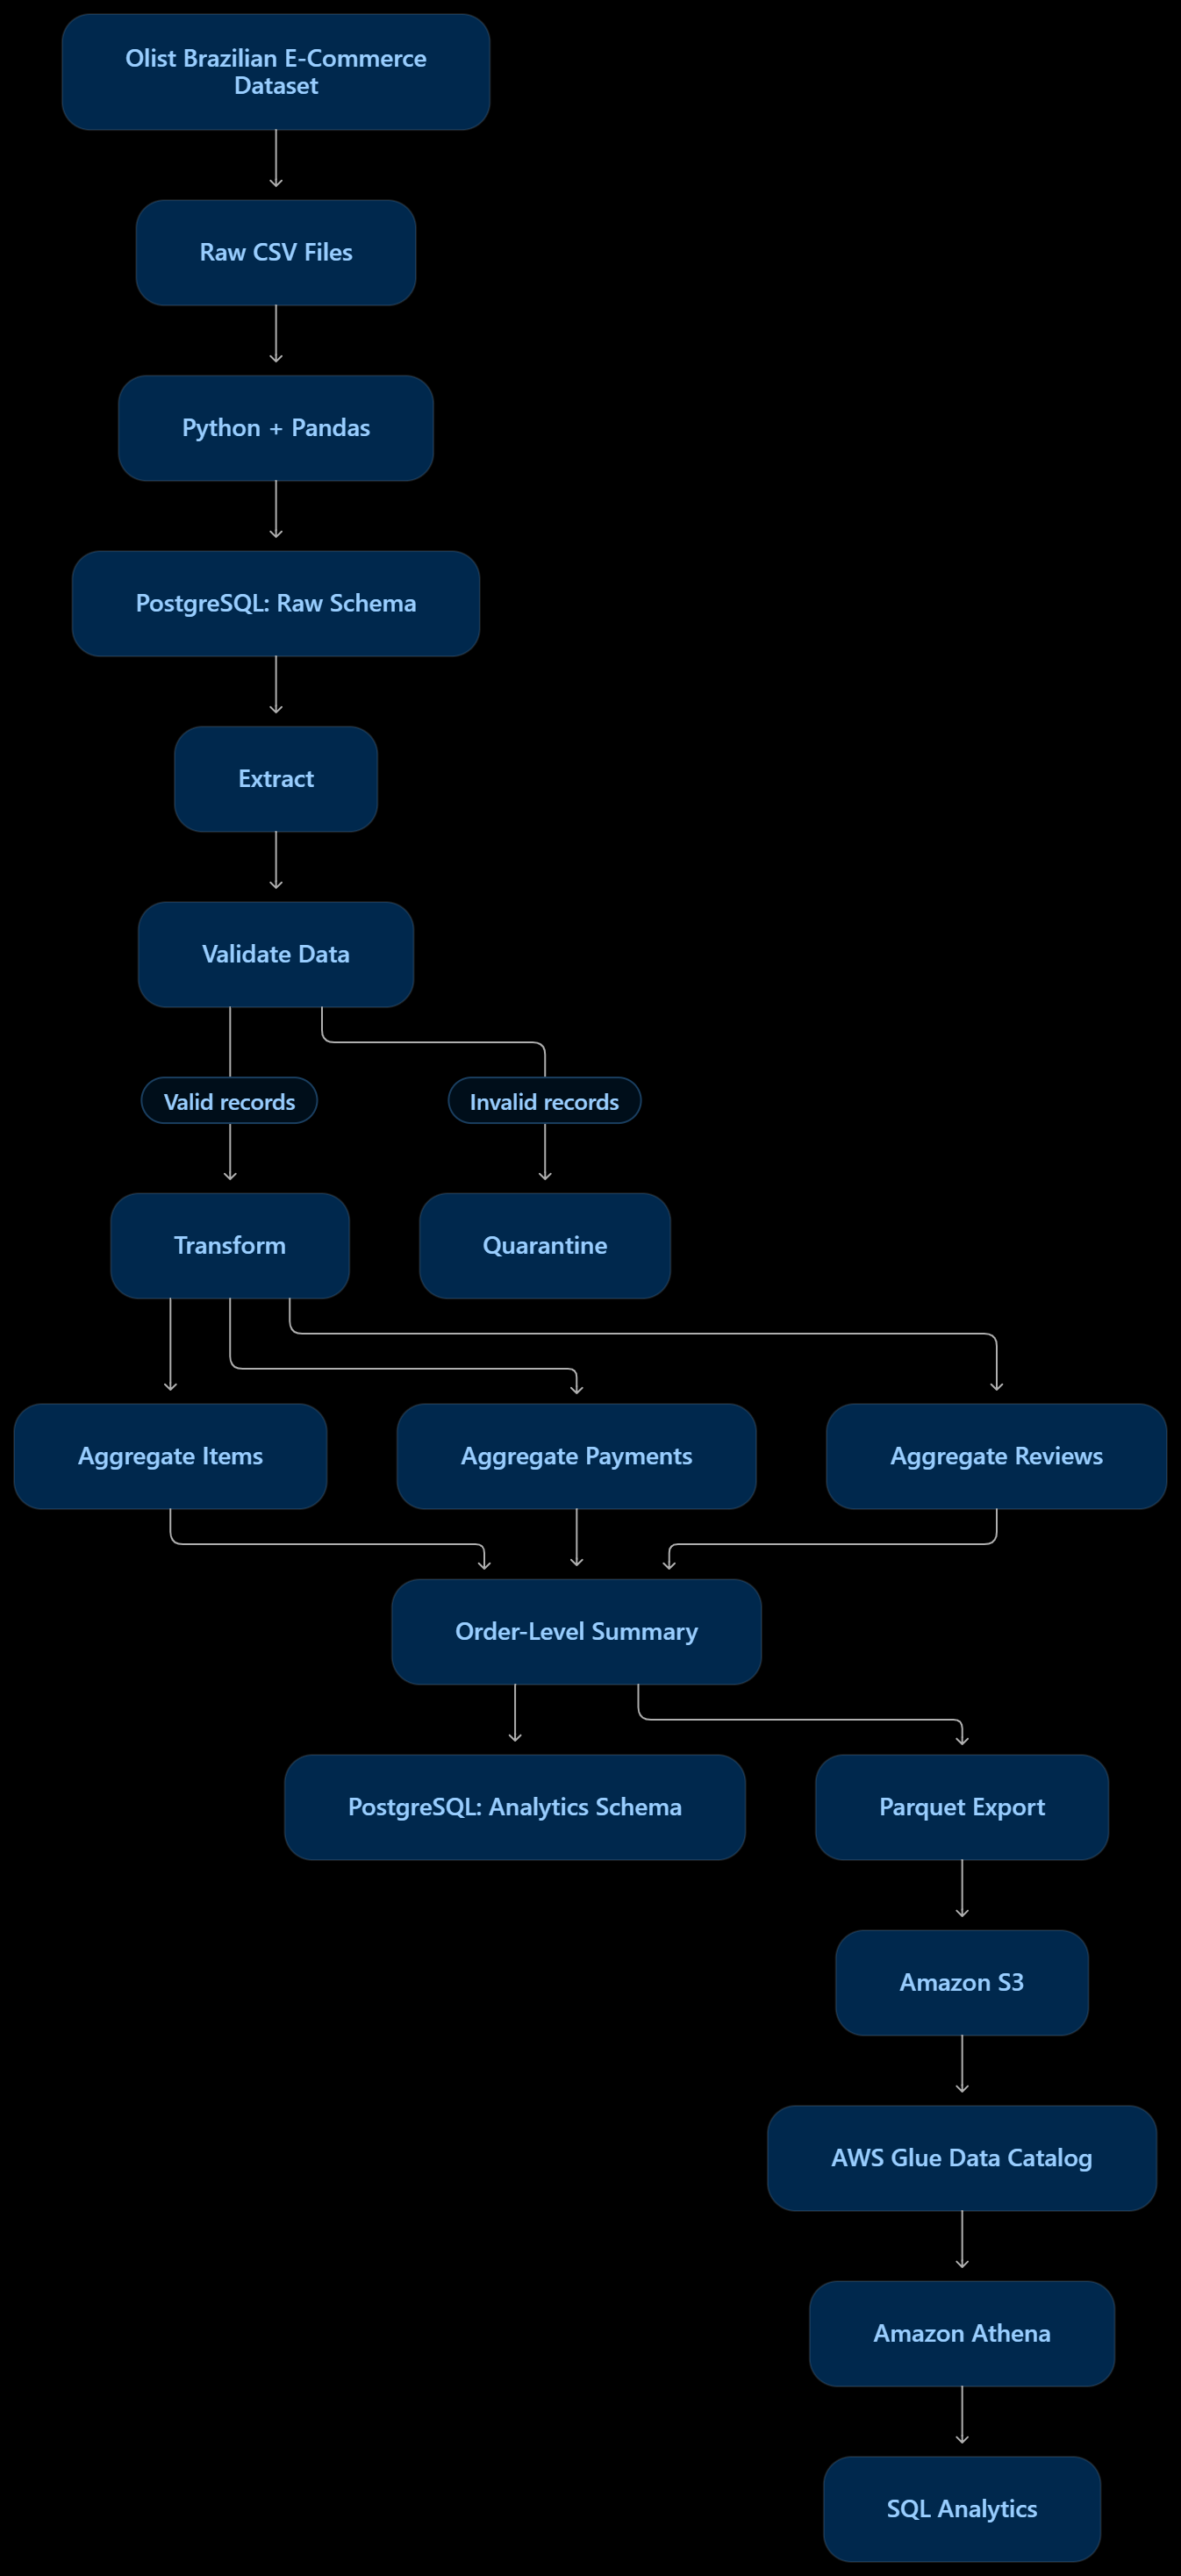 Olist Brazilian E-Commerce
Dataset
Raw CSV Files
Python + Pandas
PostgreSQL: Raw Schema
Extract
Validate Data
Valid records
Invalid records
Transform
Quarantine
Aggregate Items
Aggregate Payments
Aggregate Reviews
Order-Level Summary
PostgreSQL: Analytics Schema
Parquet Export
Amazon S3
AWS Glue Data Catalog
Amazon Athena
SQL Analytics